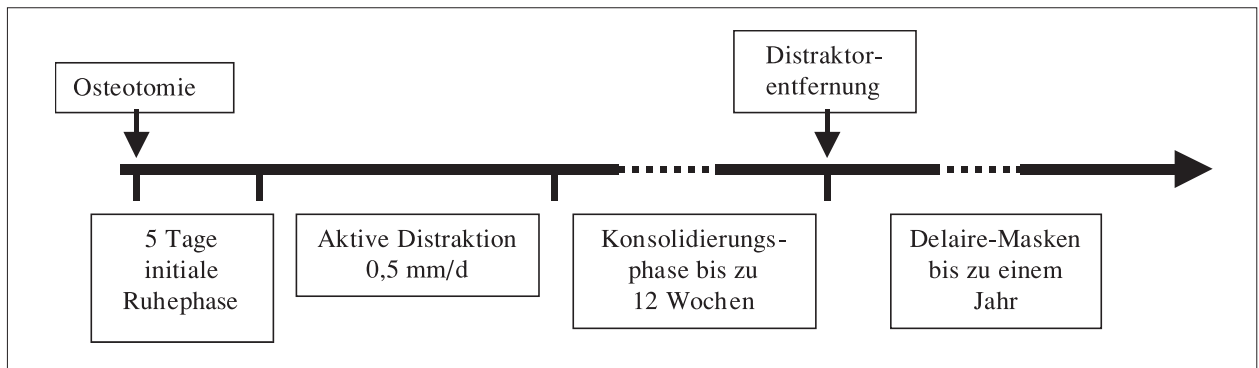 Osteotomie
Distraktor-
entfernung
5 Tage
initiale
Ruhephase
Aktive Distraktion
0,5 mm/d
Konsolidierungs-
phase bis zu
12 Wochen
Delaire-Masken
bis zu einem
Jahr